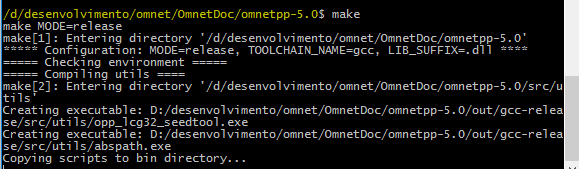 /d/desenvolvimento/omnet/OmnetDoc/omnetpp-5.0$ make
make MODE=release
make[1]: Entering directory '/d/desenvolvimento/omnet/OmnetDoc/omnetpp-5.0'
***** Configuration: MODE=release, TOOLCHAIN_NAME=gcc, LIB_SUFFIX=.dll ****
===== Checking environment =====
===== Compiling utils ====
make[2]: Entering directory '/d/desenvolvimento/omnet/OmnetDoc/omnetpp-5.0/src/u
tils'
Creating executable: D:/desenvolvimento/omnet/OmnetDoc/omnetpp-5.0/out/gcc-relea
se/src/utils/opp_lcg32_seedtool.exe
Creating executable: D:/desenvolvimento/omnet/OmnetDoc/omnetpp-5.0/out/gcc-relea
se/src/utils/abspath.exe
Copying scripts to bin directory...